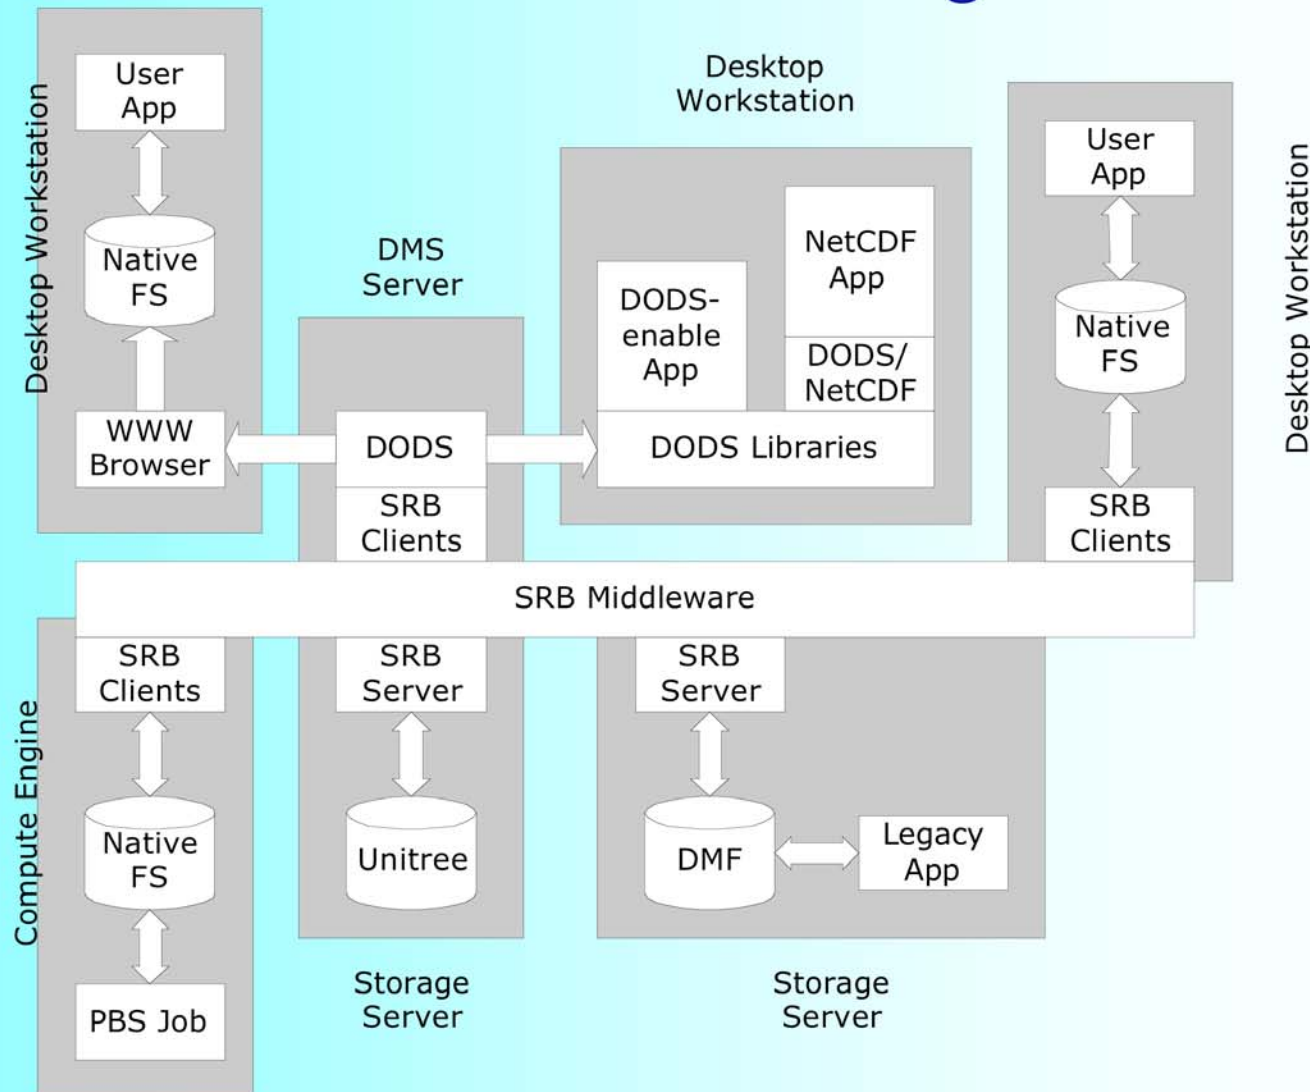 Desktop Workstation
User
App
Native
FS
WWW
Browser
DMS
Server
DODS
SRB
Clients
Desktop
Workstation
DODS-
enable
App
NetCDF
App
DODS/
NetCDF
DODS Libraries
Desktop Workstation
User
App
Native
FS
SRB
Clients
SRB Middleware
Compute Engine
SRB
Clients
Native
FS
PBS Job
SRB
Server
Unitree
Storage
Server
SRB
Server
DMF
Legacy
App
Storage
Server